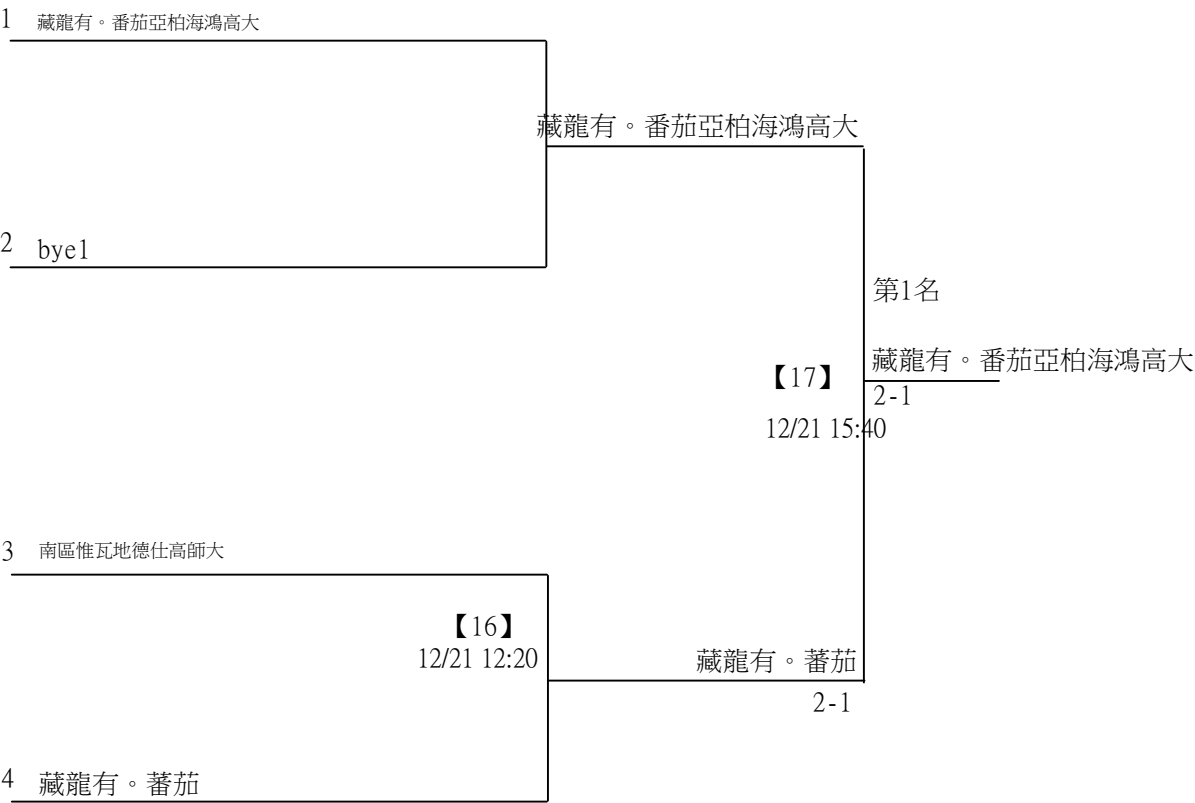 1 藏龍有。番茄亞柏海鴻高大
藏龍有。番茄亞柏海鴻高大
2 bye1
第1名
藏龍有。番茄亞柏海鴻高大
【17】
2-1
12/21 15:40
3 南區惟瓦地德仕高師大
【16】
12/21 12:20
藏龍有。蕃茄
2-1
4 藏龍有。蕃茄